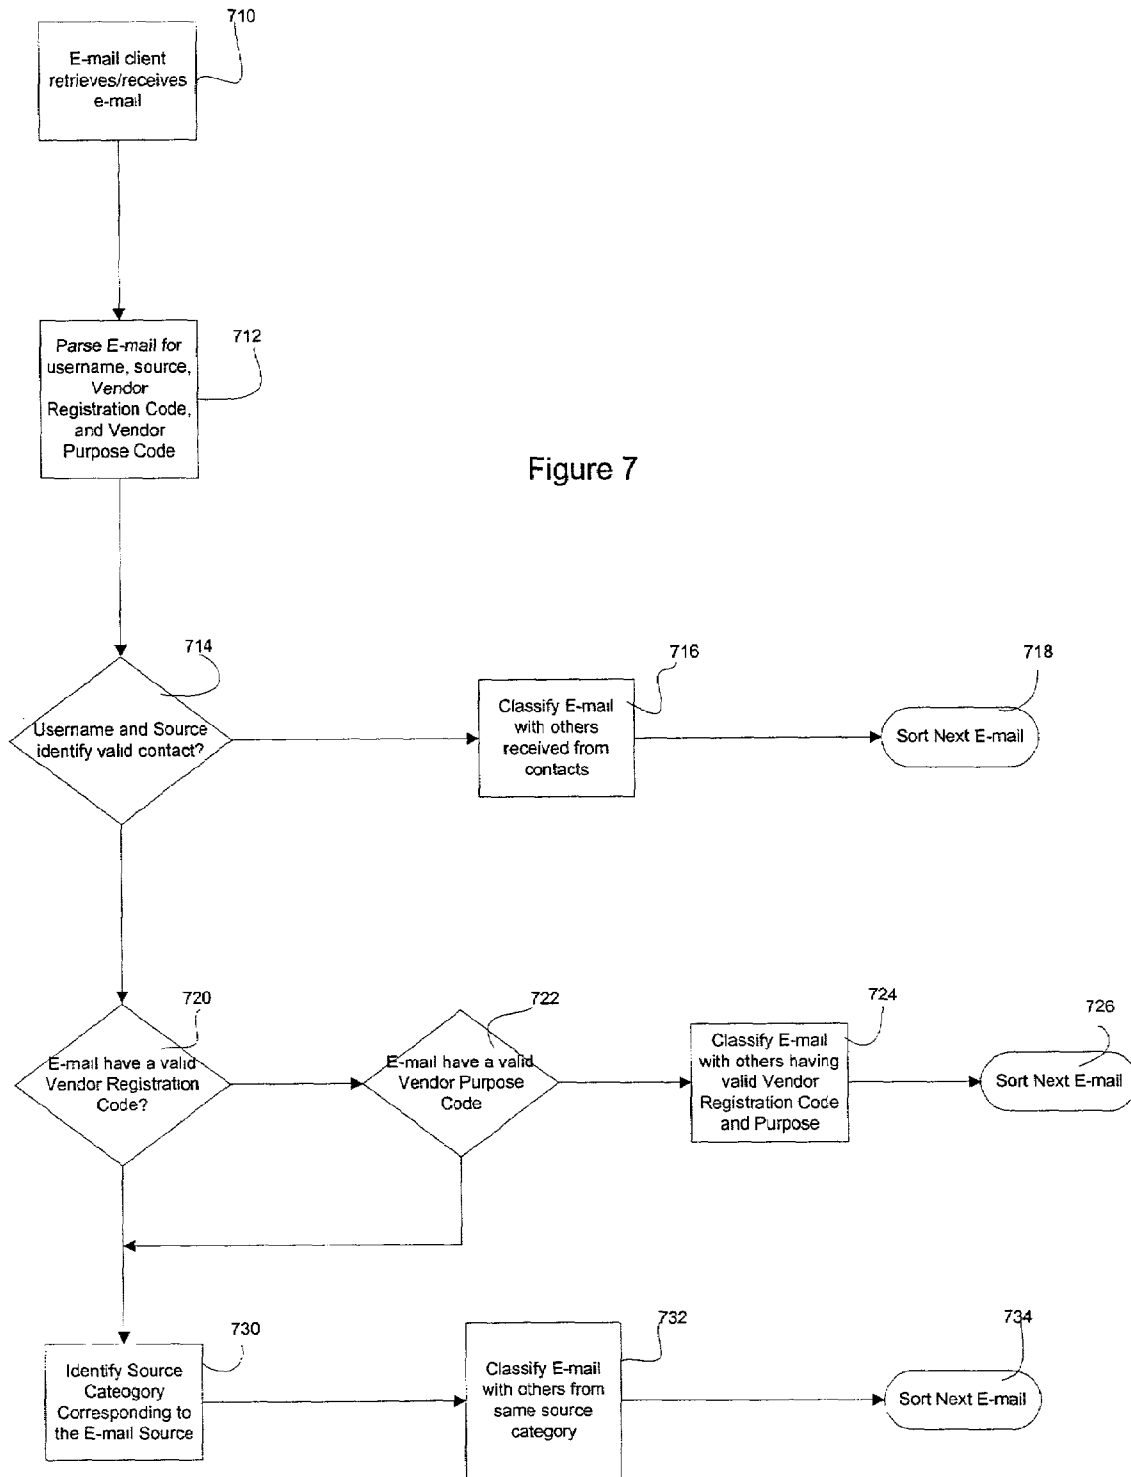 710
E-mail client
retrieves/receives
e-mail
712
Parse E-mail for
username, source,
Vendor
Registration Code,
and Vendor
Purpose Code
Figure 7
714
Username and Source
identify valid contact?
716
Classify E-mail
with others
received from
contacts
718
Sort Next E-mail
720
E-mail have a valid
Vendor Registration
Code?
722
E-mail have a valid
Vendor Purpose
Code
724
Classify E-mail
with others having
valid Vendor
Registration Code
and Purpose
726
Sort Next E-mail
730
Identify Source
Cateogory
Corresponding to
the E-mail Source
732
Classify E-mail
with others from
same source
category
734
Sort Next E-mail